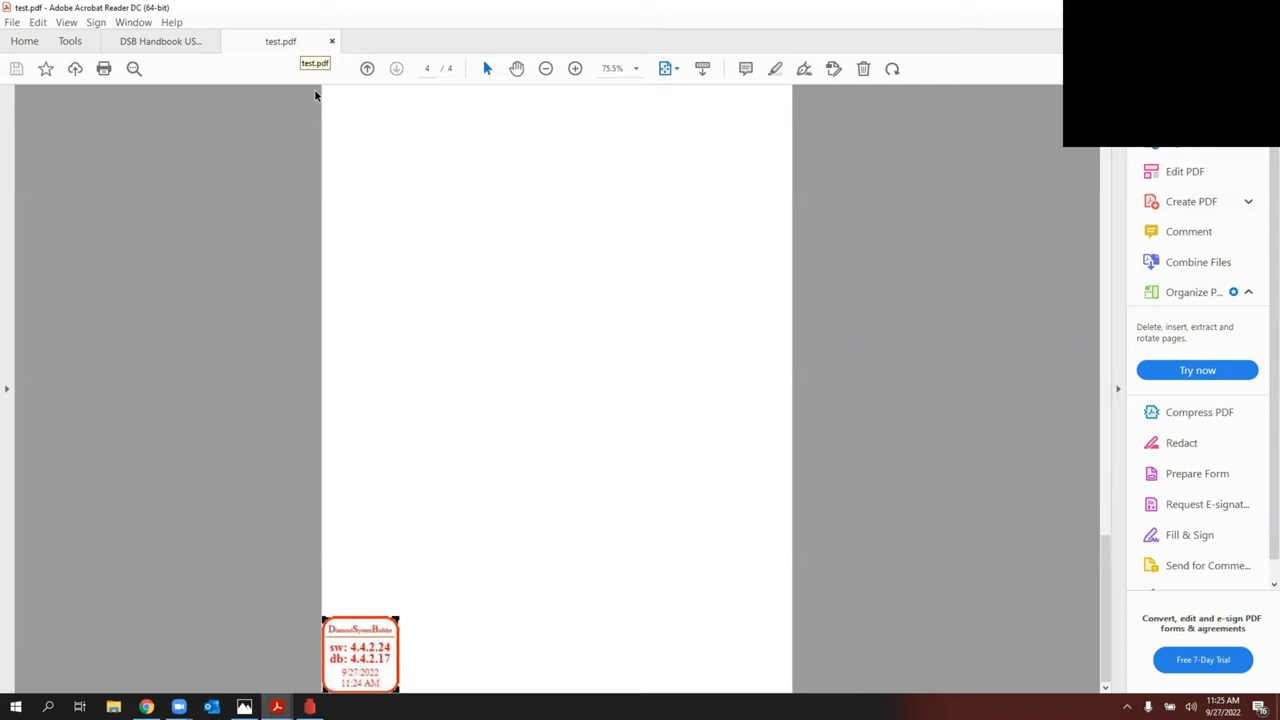 test.pdf - Adobe Acrobat Reader DC (64-bit)
File Edit View Sign Window Help
Home Tools DSB Handbook US... test.pdf ×
test.pdf
4 / 4 75.5%
Edit PDF
Create PDF
Comment
Combine Files
Organize P...
Delete, insert, extract and
rotate pages.
Try now
Compress PDF
Redact
Prepare Form
Request E-signat...
Fill & Sign
Send for Comme...
Convert, edit and e-sign PDF
forms & agreements
Free 7-Day Trial
DiamondSystemBuilder
sw: 4.4.2.24
db: 4.4.2.17
9/27/2022
11:24 AM
11:25 AM
9/27/2022
16